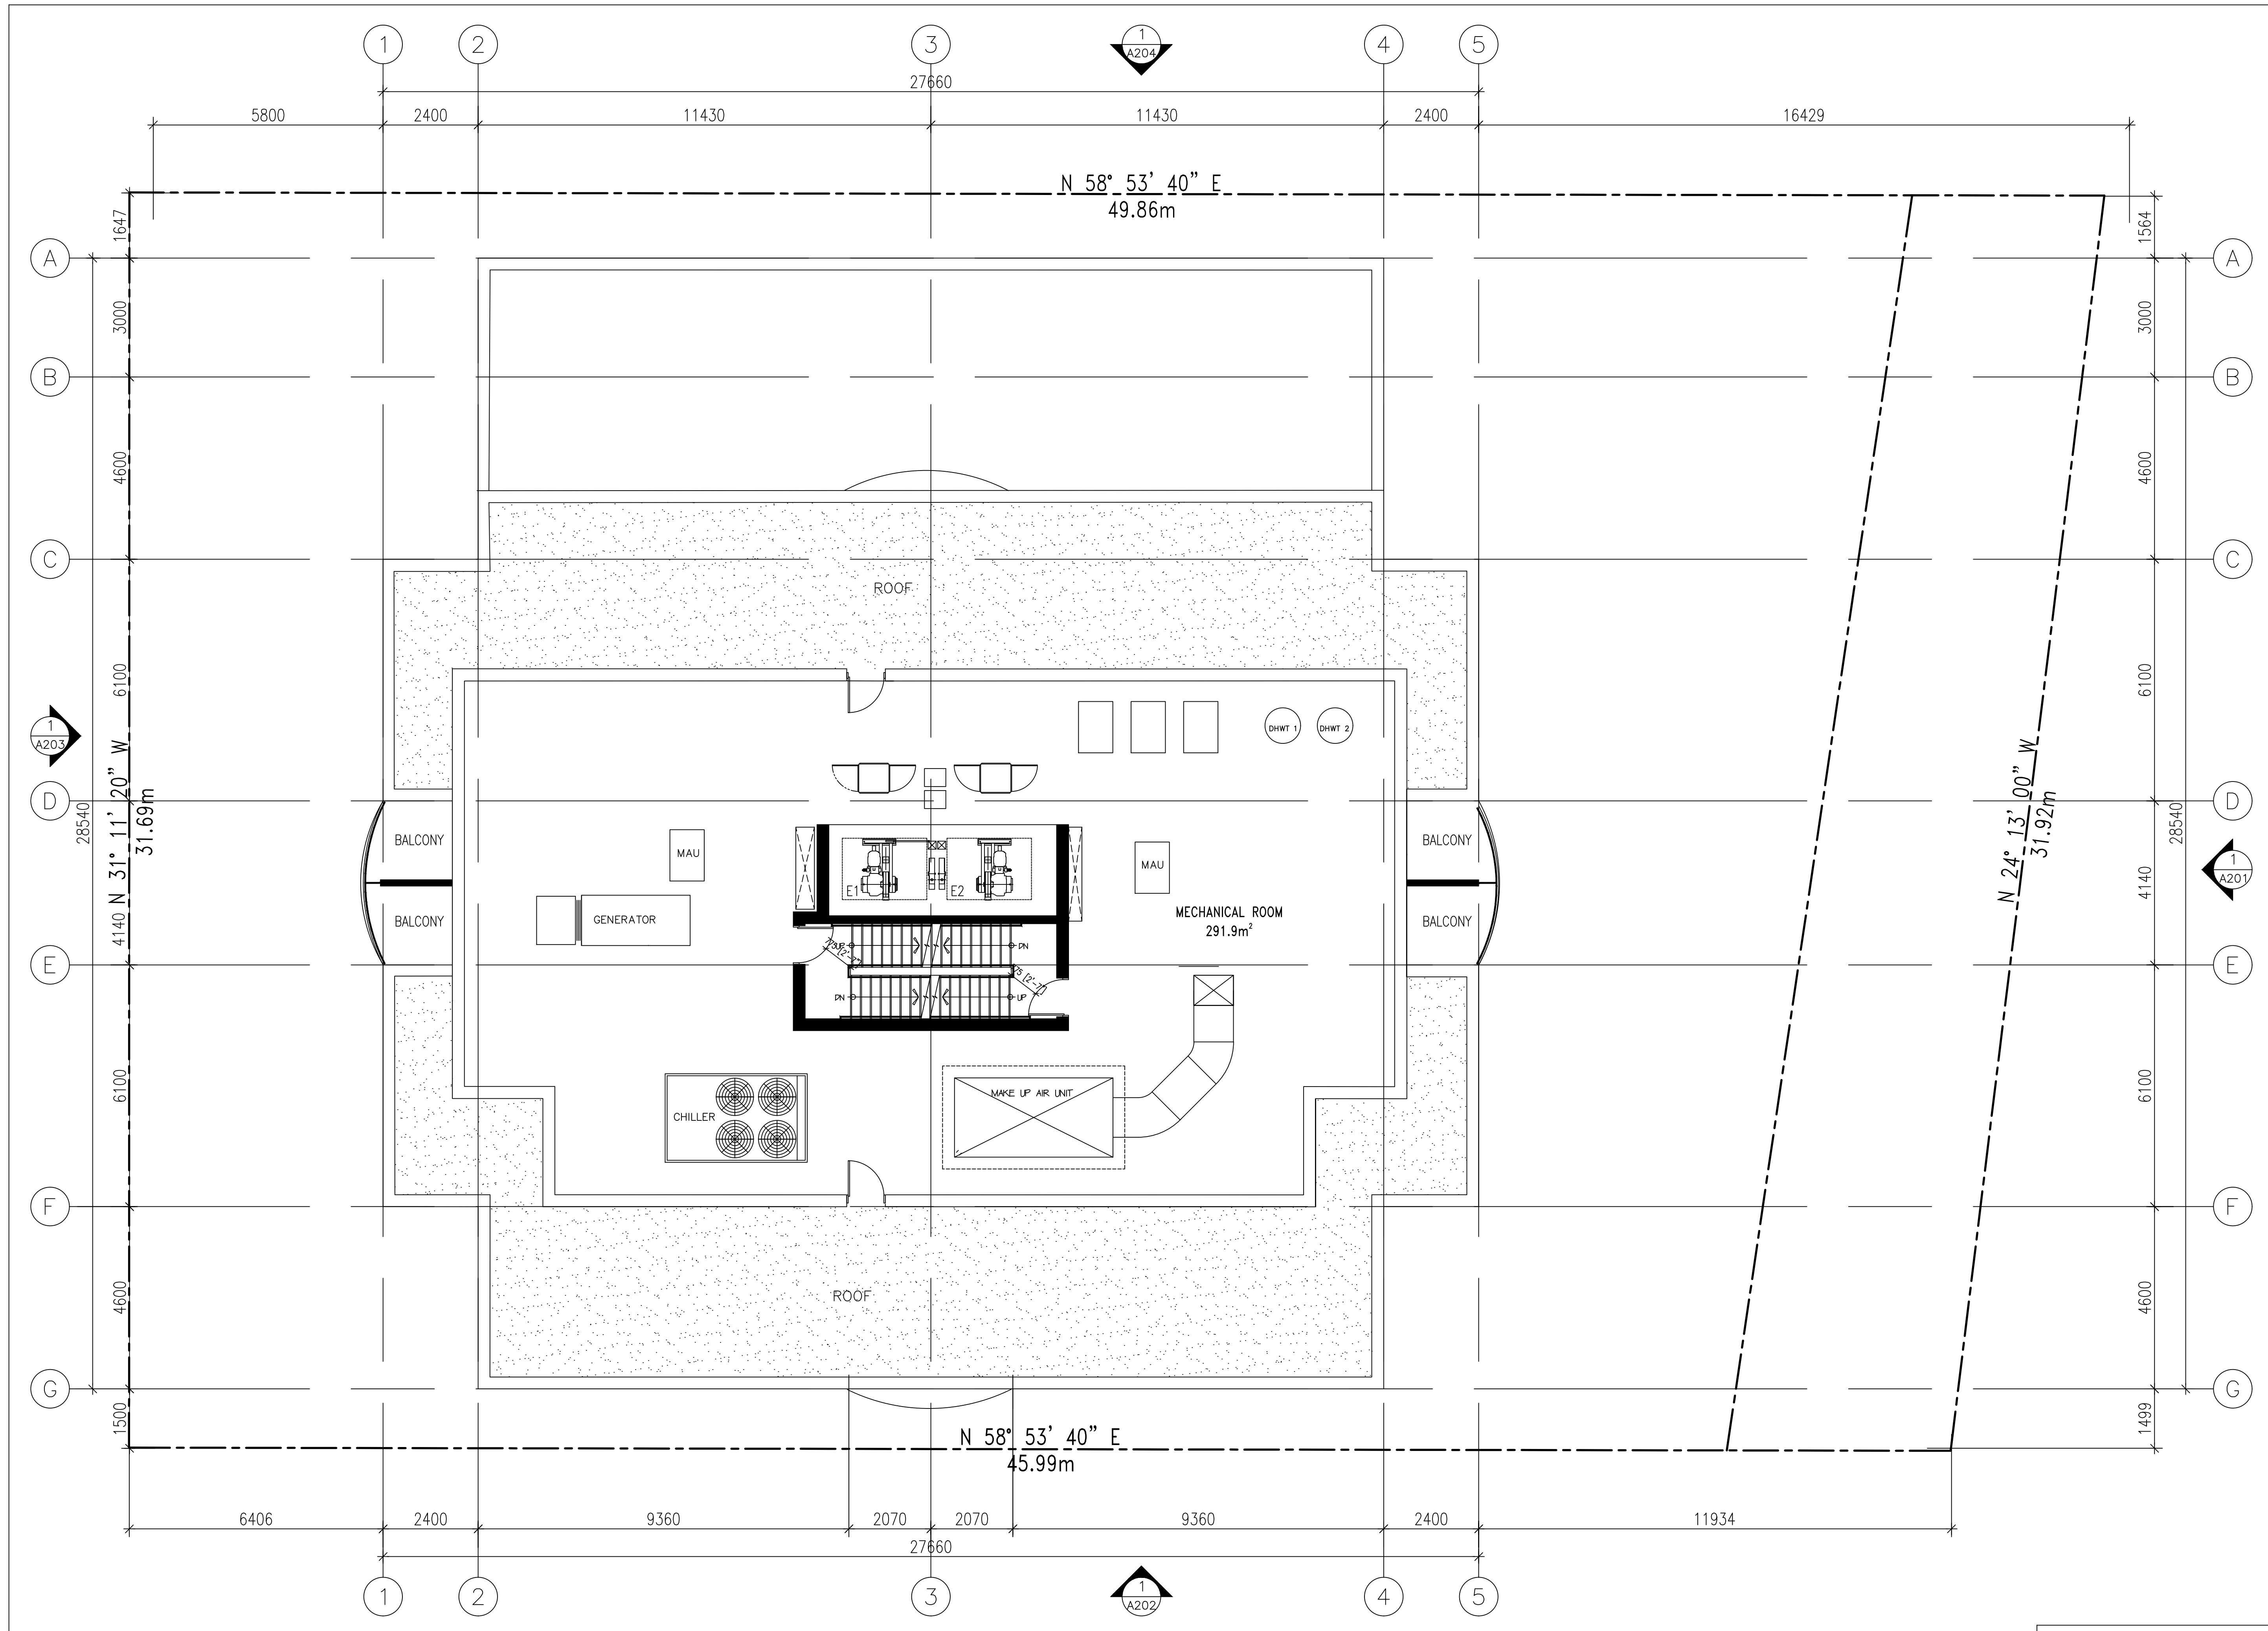 1
2
3
4
5
1
A204
27660
5800
2400
11430
11430
2400
16429
N 58° 53' 40" E
49.86m
1647
1564
A
A
3000
3000
B
B
4600
4600
C
C
ROOF
6100
6100
1
A203
DHWT 1
DHWT 2
N 31° 11' 20" W
31.69m
N 24° 13' 00" W
31.92m
D
D
28540
28540
BALCONY
BALCONY
MAU
MAU
E1
E2
1
A201
4140
4140
BALCONY
BALCONY
GENERATOR
MECHANICAL ROOM
291.9m²
DN
E
E
DN
UP
6100
6100
CHILLER
MAKE UP AIR UNIT
F
F
4600
4600
ROOF
G
G
1500
1499
N 58° 53' 40" E
45.99m
6406
2400
9360
2070
2070
9360
2400
11934
27660
1
2
3
4
5
1
A202